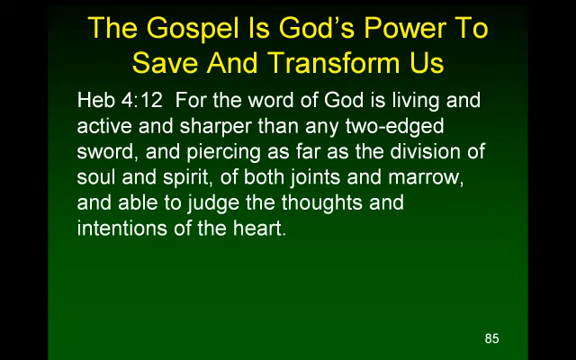 The Gospel Is God's Power To
Save And Transform Us
Heb 4:12  For the word of God is living and
active and sharper than any two-edged
sword, and piercing as far as the division of
soul and spirit, of both joints and marrow,
and able to judge the thoughts and
intentions of the heart.
85